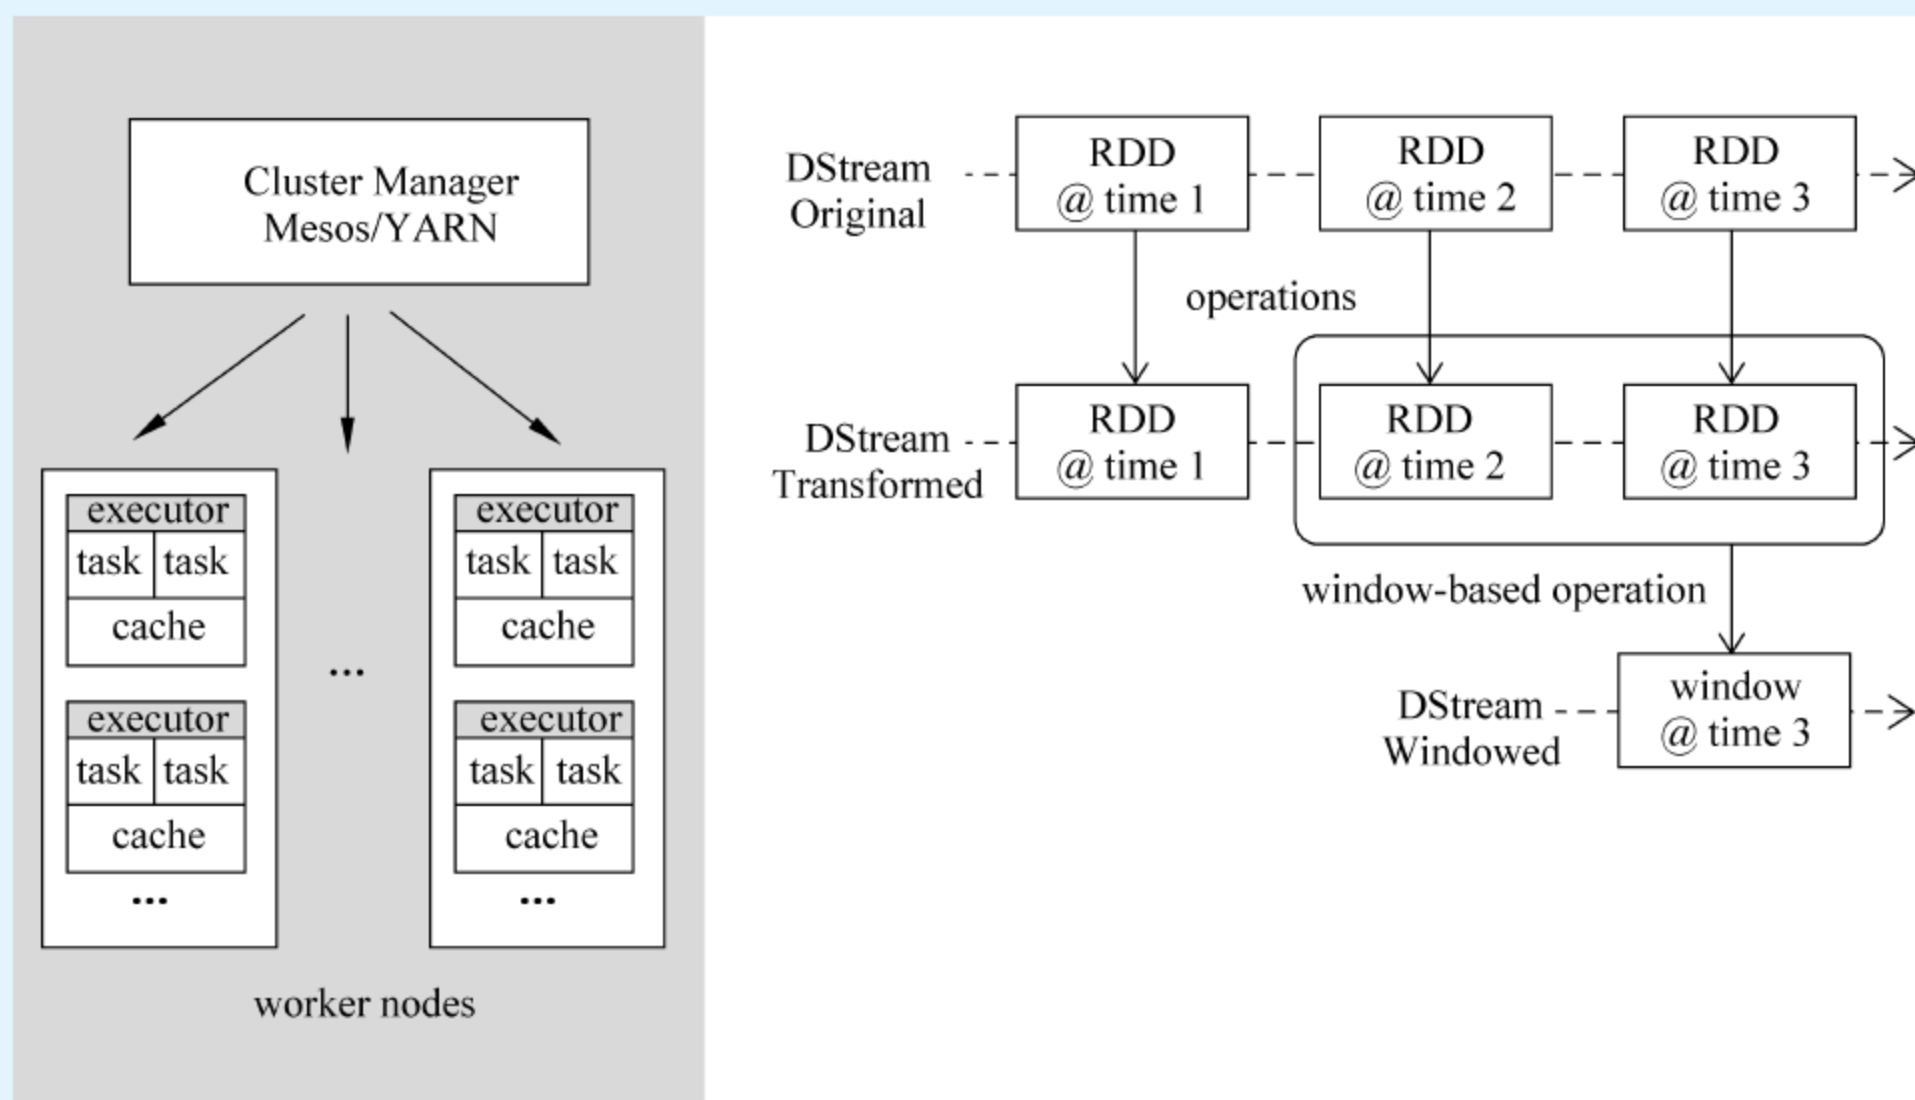 Cluster Manager
Mesos/YARN
executor
task task
cache
executor
task task
cache
...
...
executor
task task
cache
executor
task task
cache
...
worker nodes
DStream
Original
RDD
@ time 1
RDD
@ time 2
RDD
@ time 3
operations
DStream
Transformed
RDD
@ time 1
RDD
@ time 2
RDD
@ time 3
window-based operation
DStream
Windowed
window
@ time 3